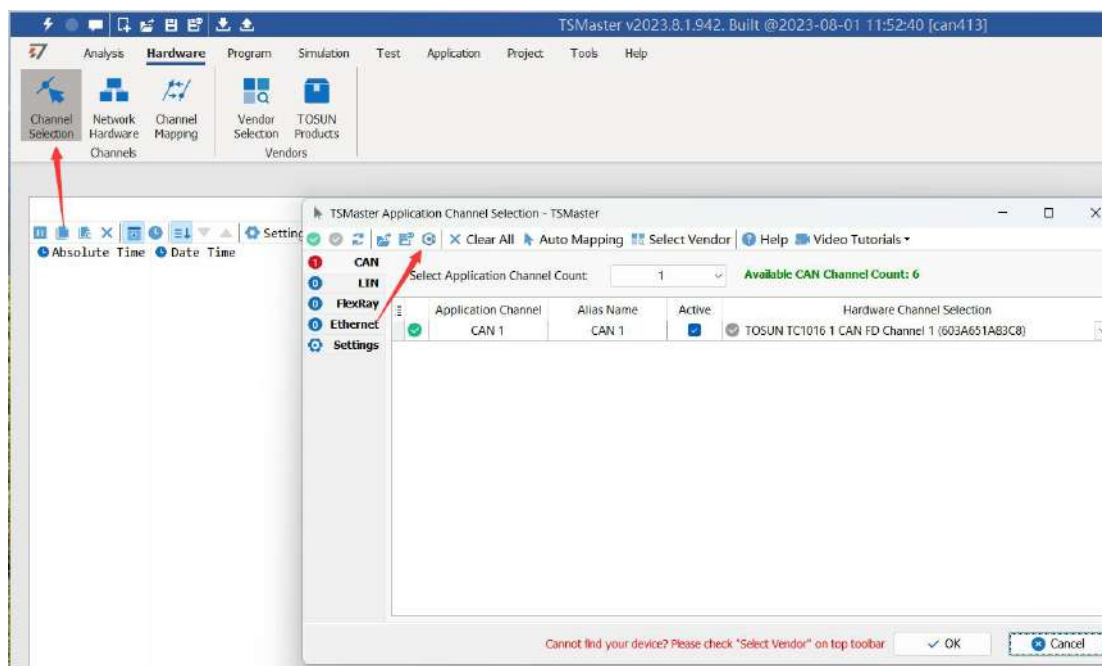 TSMaster v2023.8.1.942. Built @2023-08-01 11:52:40 [can413]
Analysis Hardware Program Simulation Test Application Project Tools Help
Channel Selection Network Hardware Channel Mapping Vendor Selection TOSUN Products
Channels Vendors
TSMaster Application Channel Selection - TSMaster
Setting
Clear All Auto Mapping Select Vendor Help Video Tutorials
Absolute Time Date Time
1 CAN
0 LIN
0 FlexRay
0 Ethernet
Settings
Select Application Channel Count: 1 Available CAN Channel Count: 6
Application Channel Alias Name Active Hardware Channel Selection
CAN 1 CAN 1 TOSUN TC1016 1 CAN FD Channel 1 (603A651A83C8)
Cannot find your device? Please check "Select Vendor" on top toolbar OK Cancel